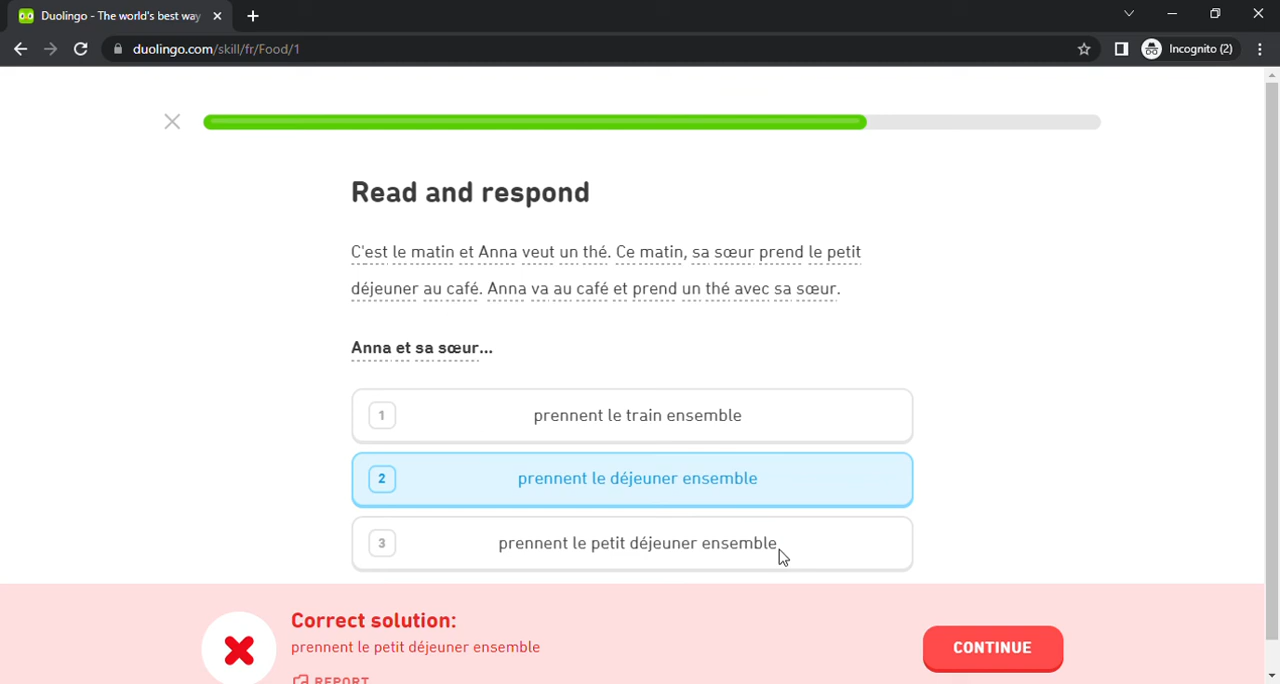 Duolingo - The world's best way
duolingo.com/skill/fr/Food/1
Incognito (2)
Read and respond
C'est le matin et Anna veut un thé. Ce matin, sa sœur prend le petit
déjeuner au café. Anna va au café et prend un thé avec sa sœur.
Anna et sa sœur...
1 prennent le train ensemble
2 prennent le déjeuner ensemble
3 prennent le petit déjeuner ensemble
Correct solution:
prennent le petit déjeuner ensemble
CONTINUE
REPORT